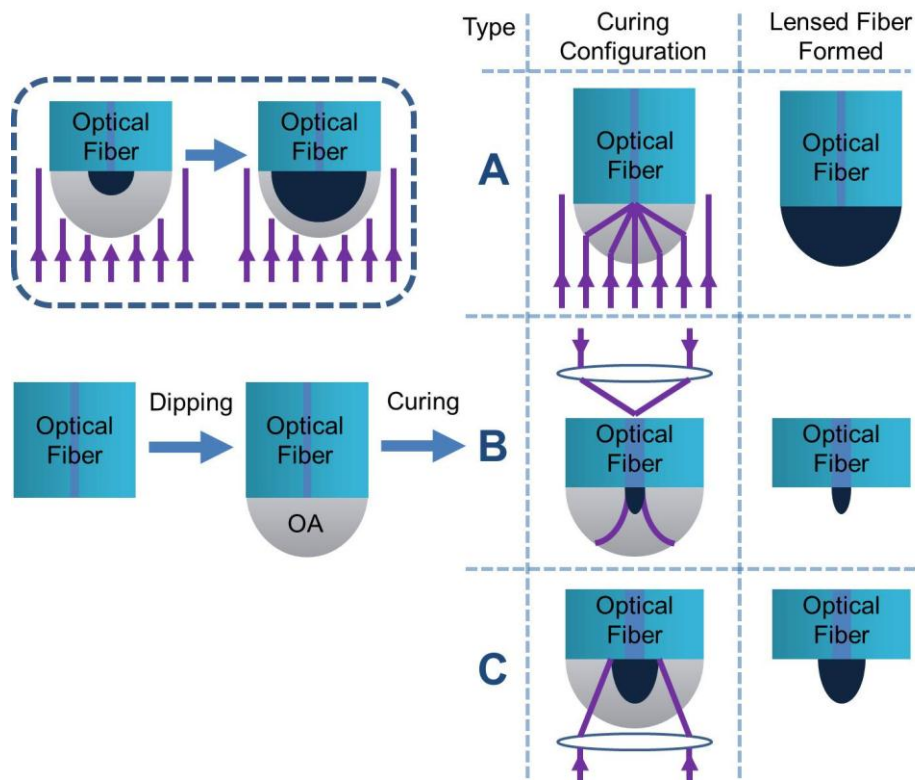 Type
Curing
Configuration
Lensed Fiber
Formed
Optical
Fiber
Optical
Fiber
A
Optical
Fiber
Optical
Fiber
Optical
Fiber
Dipping
Optical
Fiber
OA
Curing
B
Optical
Fiber
Optical
Fiber
C
Optical
Fiber
Optical
Fiber